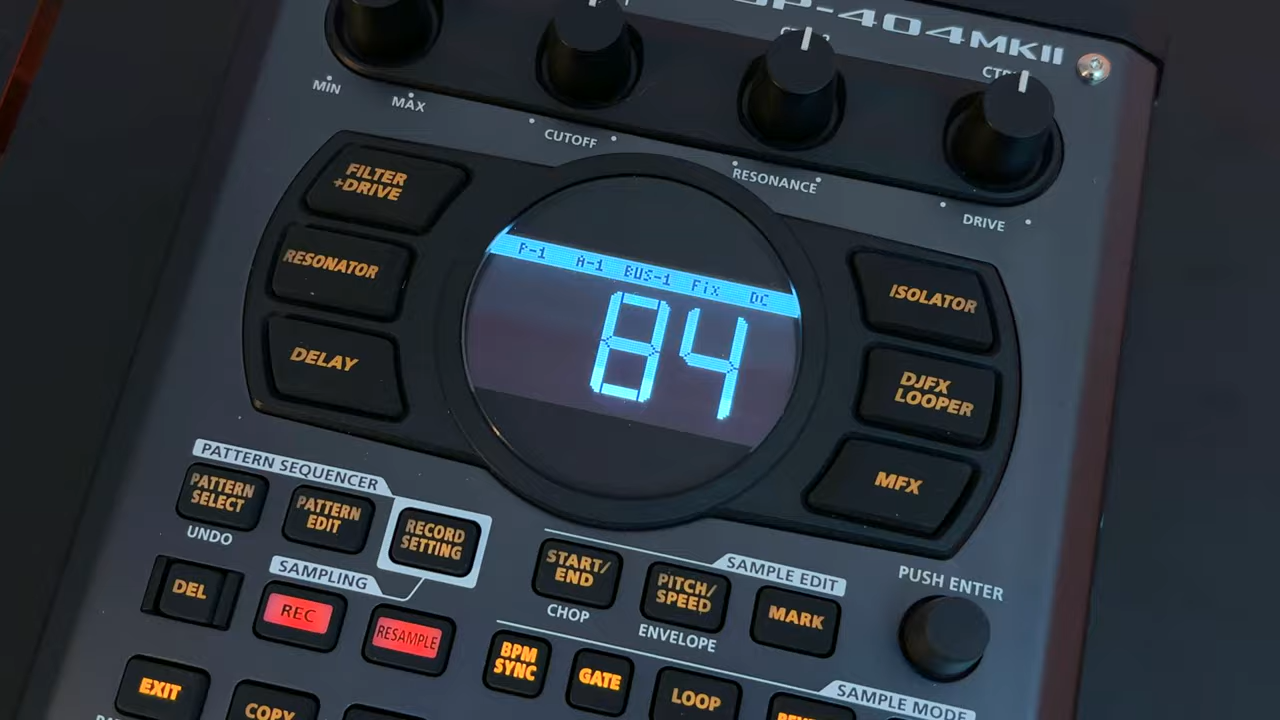 SP-404MKII
MIN
MAX
CUTOFF
RESONANCE
DRIVE
FILTER
+DRIVE
RESONATOR
DELAY
P-1 A-1 BUS-1 Fix DC
84
ISOLATOR
DJFX
LOOPER
MFX
PATTERN SEQUENCER
PATTERN
SELECT
UNDO
PATTERN
EDIT
RECORD
SETTING
SAMPLING
DEL
REC
RESAMPLE
START/
END
CHOP
PITCH/
SPEED
ENVELOPE
SAMPLE EDIT
MARK
PUSH ENTER
EXIT
COPY
BPM
SYNC
GATE
LOOP
SAMPLE MODE